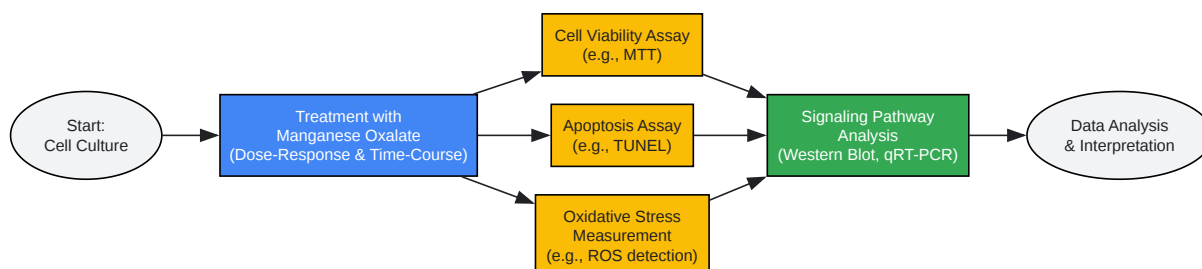 Start:
Cell Culture
Treatment with
Manganese Oxalate
(Dose-Response & Time-Course)
Cell Viability Assay
(e.g., MTT)
Apoptosis Assay
(e.g., TUNEL)
Oxidative Stress
Measurement
(e.g., ROS detection)
Signaling Pathway
Analysis
(Western Blot, qRT-PCR)
Data Analysis
& Interpretation